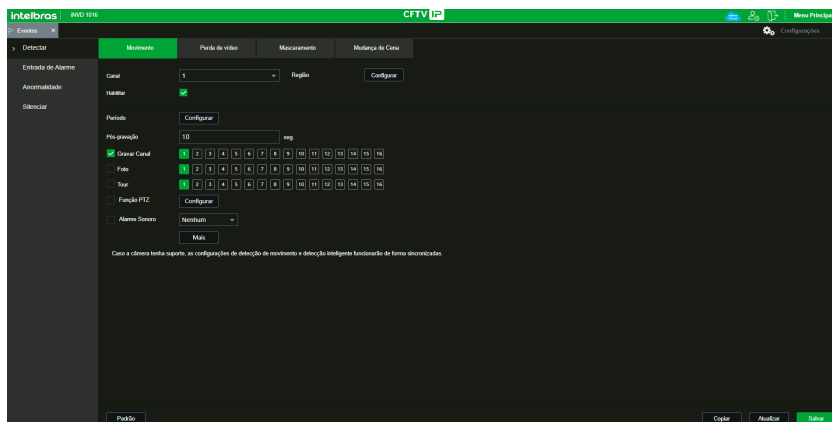 intelbras iNVD 1016 CFTV IP Menu Principa
Eventos × Configurações
Detectar Movimento Perda de vídeo Mascaramento Mudança de Cena
Entrada de Alarme
Anormalidade
Silenciar
Canal 1 Região Configurar
Habilitar
Período Configurar
Pós-gravação 10 seg.
Gravar Canal 1 2 3 4 5 6 7 8 9 10 11 12 13 14 15 16
Foto 1 2 3 4 5 6 7 8 9 10 11 12 13 14 15 16
Tour 1 2 3 4 5 6 7 8 9 10 11 12 13 14 15 16
Função PTZ Configurar
Alarme Sonoro Nenhum
Mais
Caso a câmera tenha suporte, as configurações de detecção de movimento e detecção inteligente funcionarão de forma sincronizadas.
Padrão Copiar Atualizar Salvar